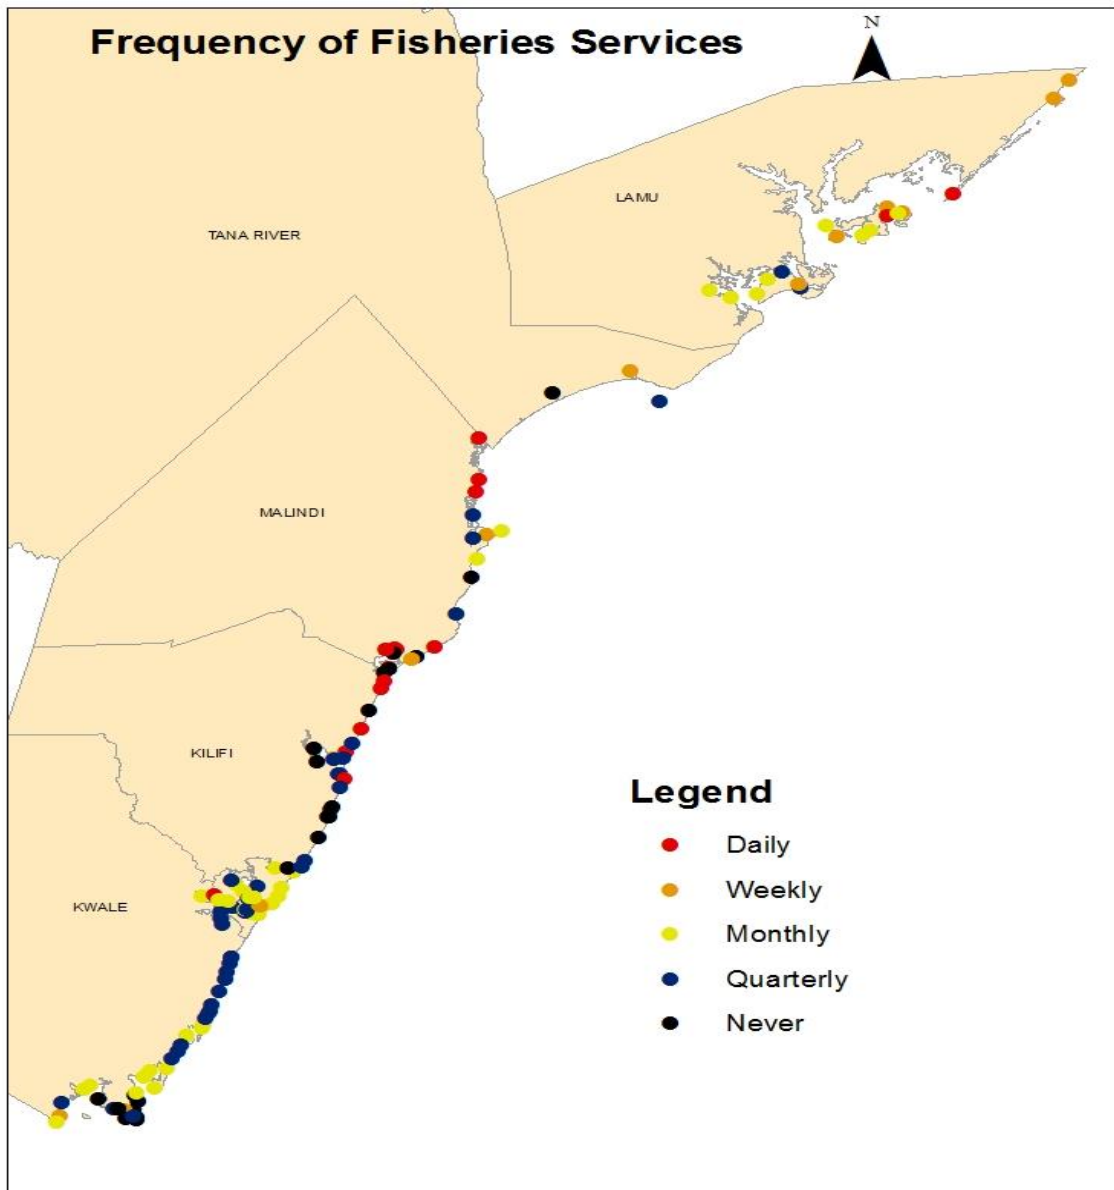 Frequency of Fisheries Services
N
LAMU
TANA RIVER
MALINDI
KILIFI
KWALE
Legend
Daily
Weekly
Monthly
Quarterly
Never